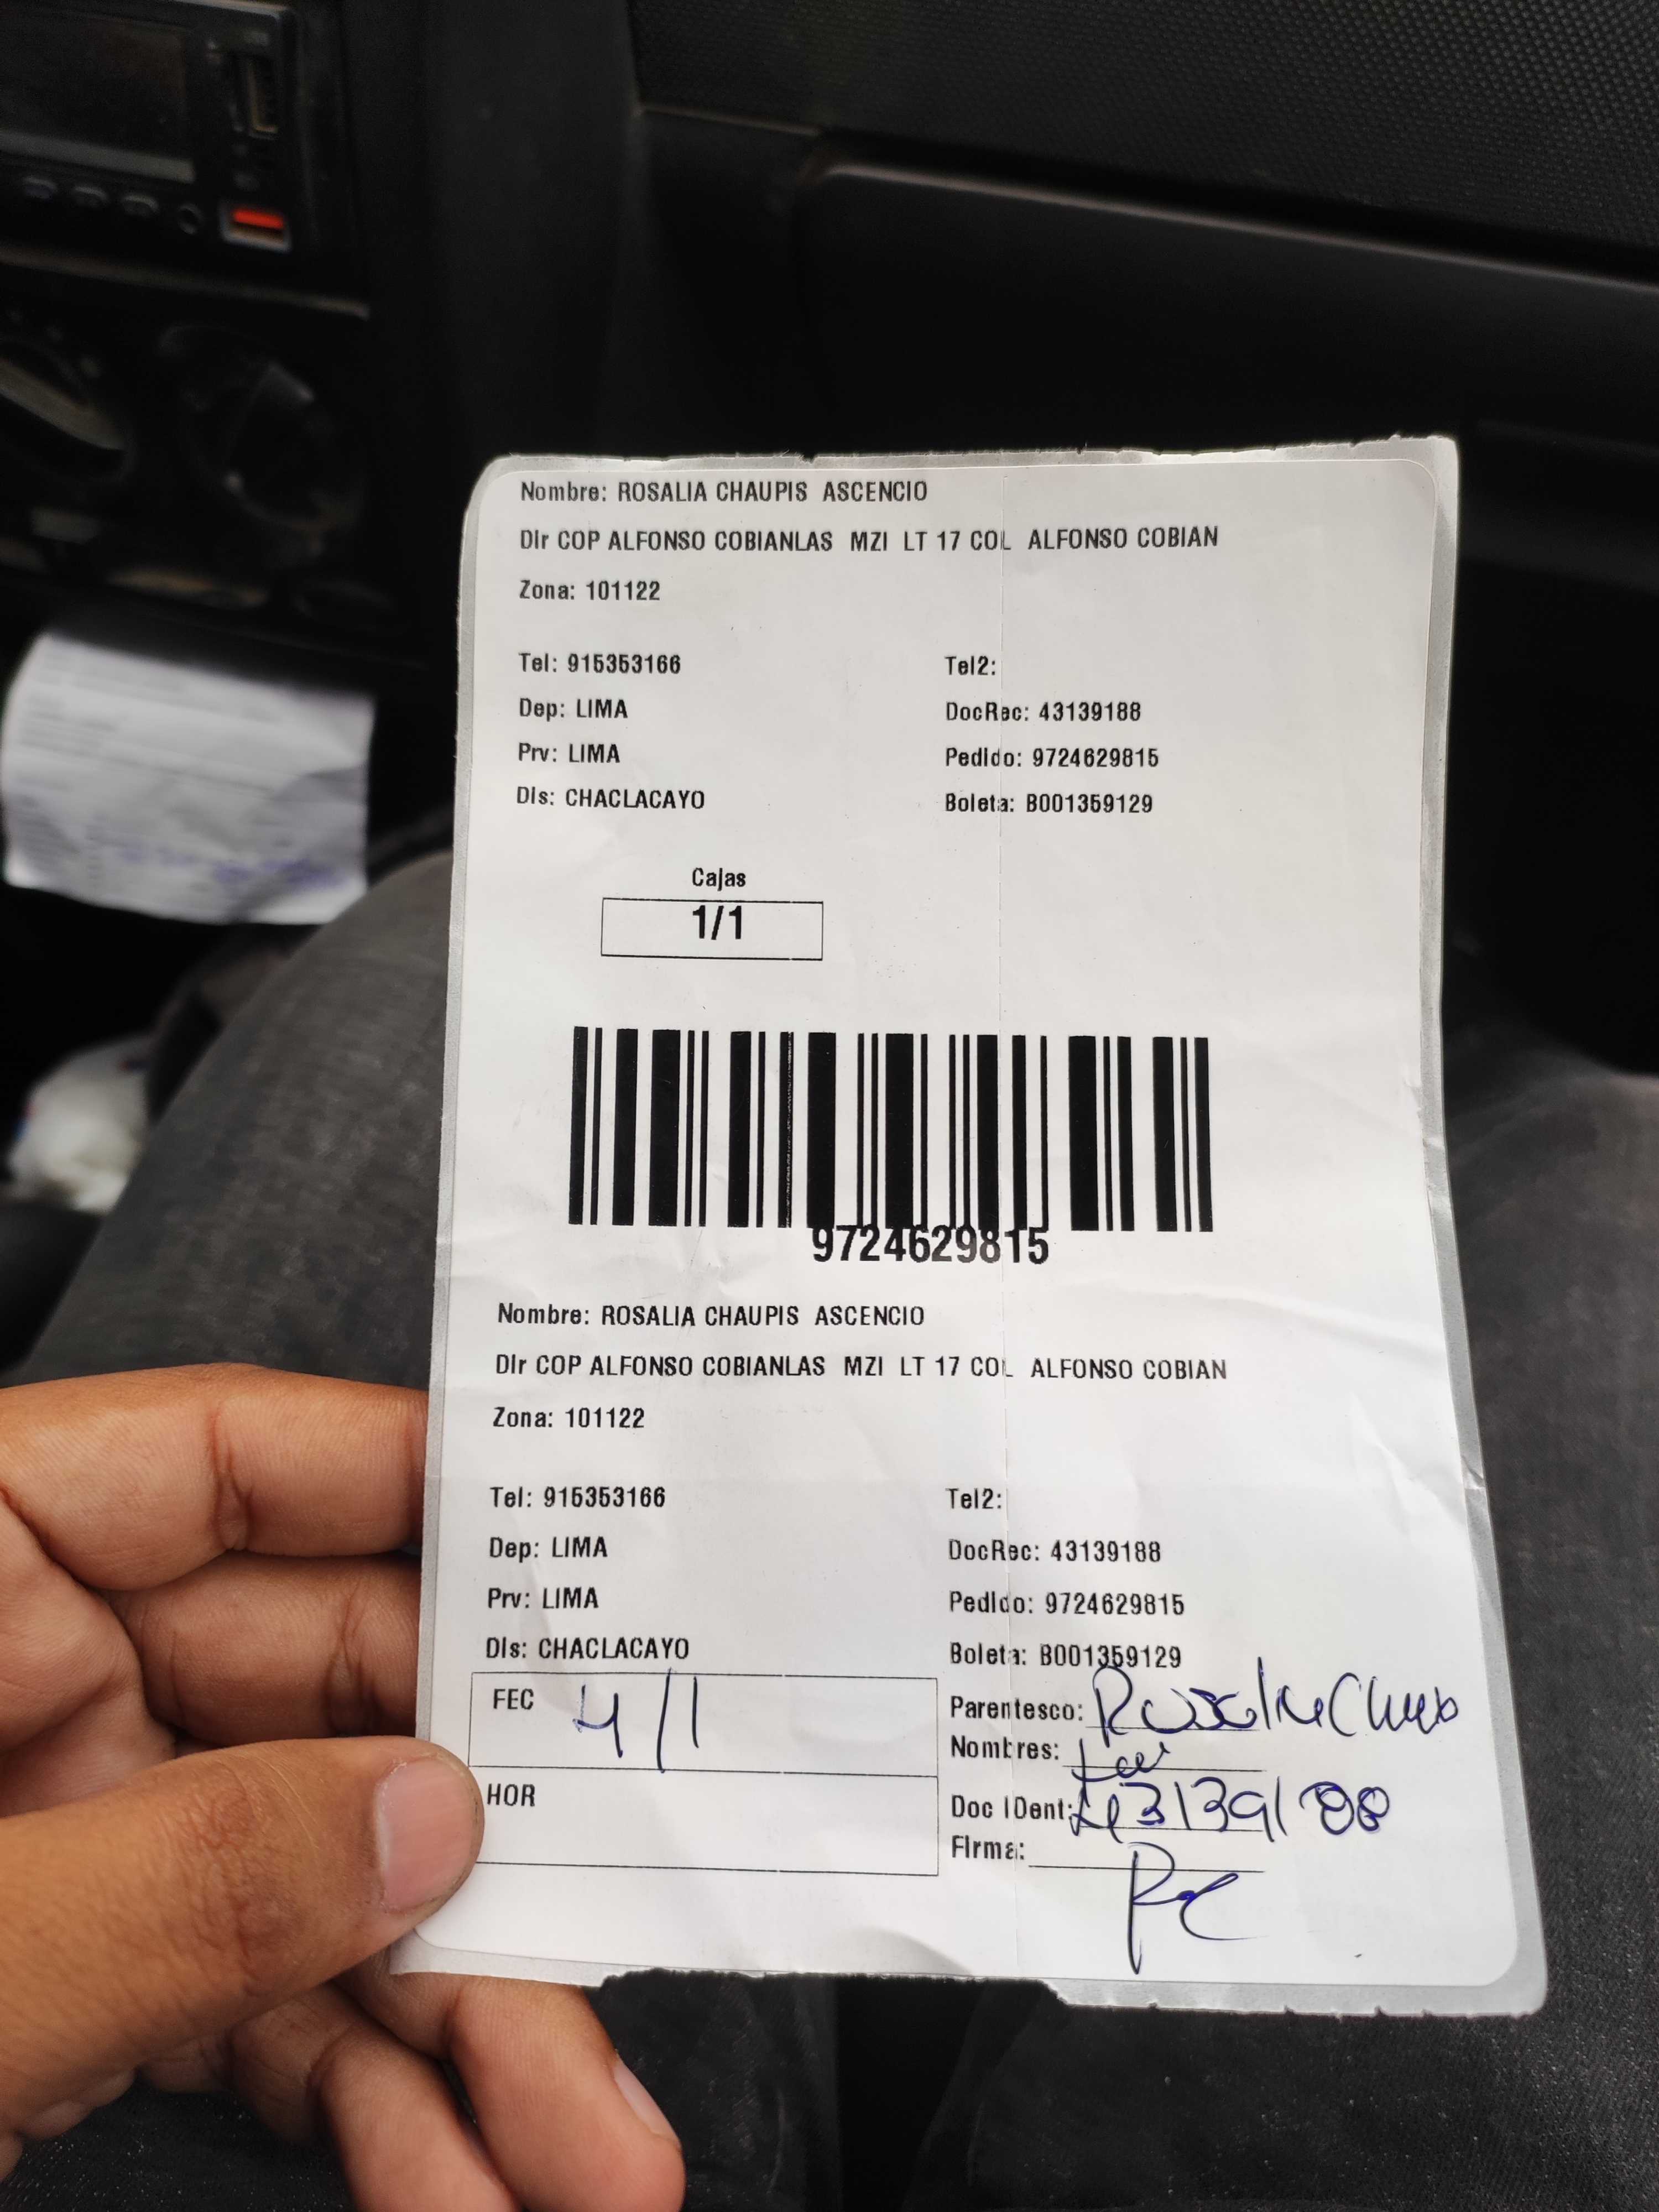 Nombre: ROSALIA CHAUPIS ASCENCIO
Dir COP ALFONSO COBIANLAS MZI LT 17 COL ALFONSO COBIAN
Zona: 101122
Tel: 915353166 Tel2:
Dep: LIMA DocRec: 43139188
Prv: LIMA Pedido: 9724629815
Dis: CHACLACAYO Boleta: B001359129
Cajas
1/1
9724629815
Nombre: ROSALIA CHAUPIS ASCENCIO
Dir COP ALFONSO COBIANLAS MZI LT 17 COL ALFONSO COBIAN
Zona: 101122
Tel: 915353166 Tel2:
Dep: LIMA DocRec: 43139188
Prv: LIMA Pedido: 9724629815
Dis: CHACLACAYO Boleta: B001359129
FEC 4/1 Parentesco:
Nombres:
HOR Doc IDent: 43139188
Firma: